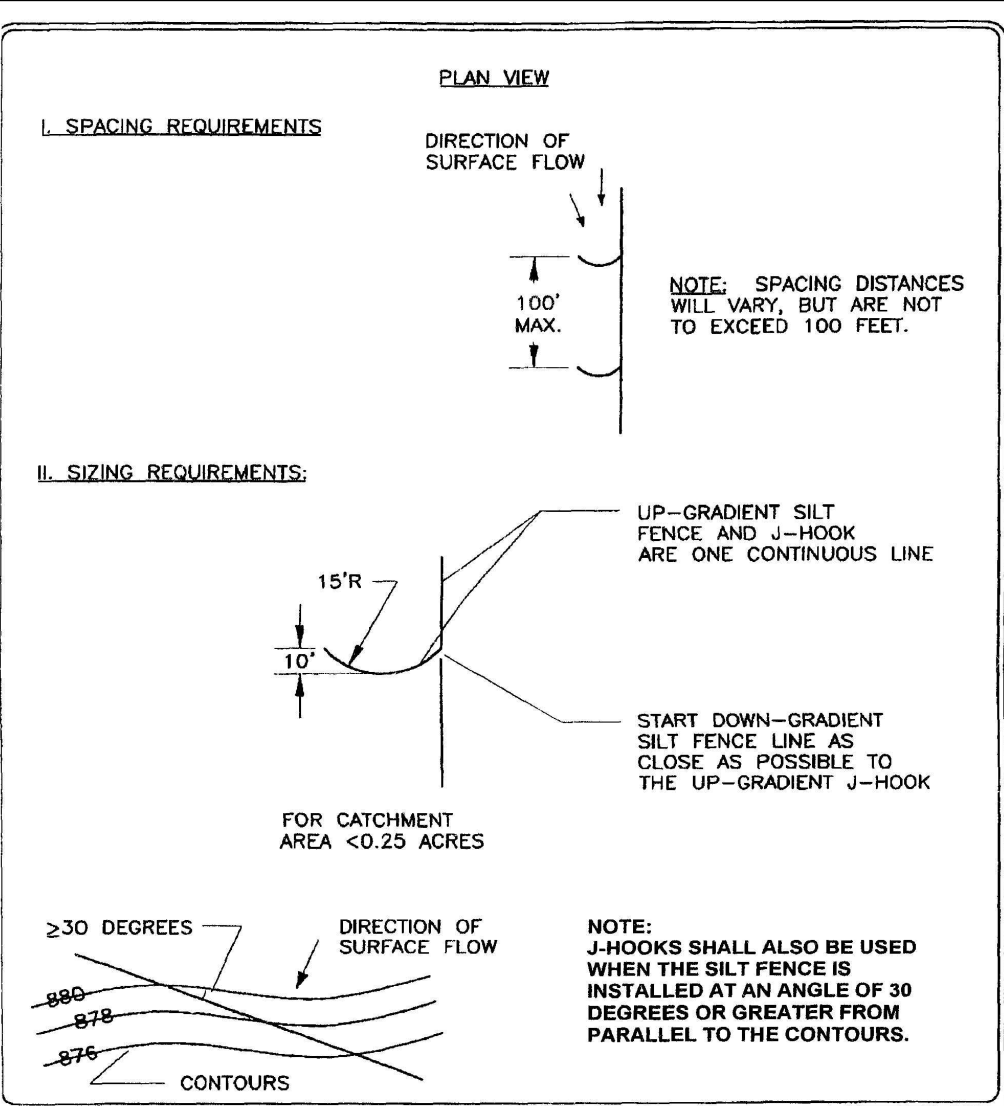 PLAN VIEW
I. SPACING REQUIREMENTS
DIRECTION OF
SURFACE FLOW
100'
MAX.
NOTE: SPACING DISTANCES
WILL VARY, BUT ARE NOT
TO EXCEED 100 FEET.
II. SIZING REQUIREMENTS:
UP-GRADIENT SILT
FENCE AND J-HOOK
ARE ONE CONTINUOUS LINE
15'R
10'
START DOWN-GRADIENT
SILT FENCE LINE AS
CLOSE AS POSSIBLE TO
THE UP-GRADIENT J-HOOK
FOR CATCHMENT
AREA <0.25 ACRES
≥30 DEGREES
DIRECTION OF
SURFACE FLOW
880
878
876
CONTOURS
NOTE:
J-HOOKS SHALL ALSO BE USED
WHEN THE SILT FENCE IS
INSTALLED AT AN ANGLE OF 30
DEGREES OR GREATER FROM
PARALLEL TO THE CONTOURS.